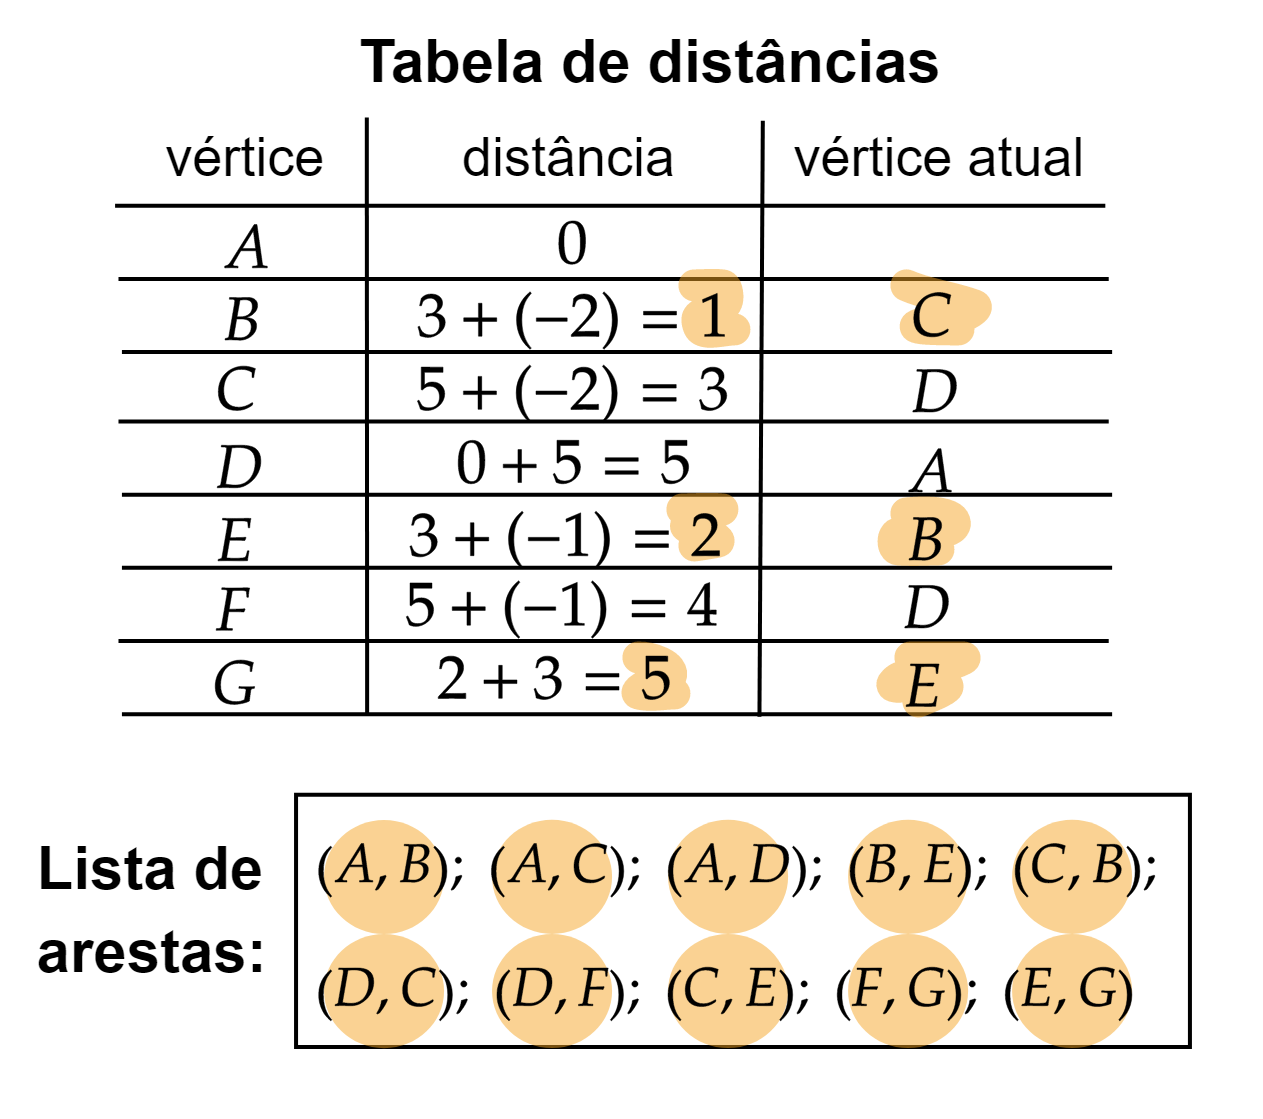 Tabela de distâncias
vértice distância vértice atual
A 0
B 3 + (−2) = 1 C
C 5 + (−2) = 3 D
D 0 + 5 = 5 A
E 3 + (−1) = 2 B
F 5 + (−1) = 4 D
G 2 + 3 = 5 E
Lista de arestas:
(A, B); (A, C); (A, D); (B, E); (C, B);
(D, C); (D, F); (C, E); (F, G); (E, G)